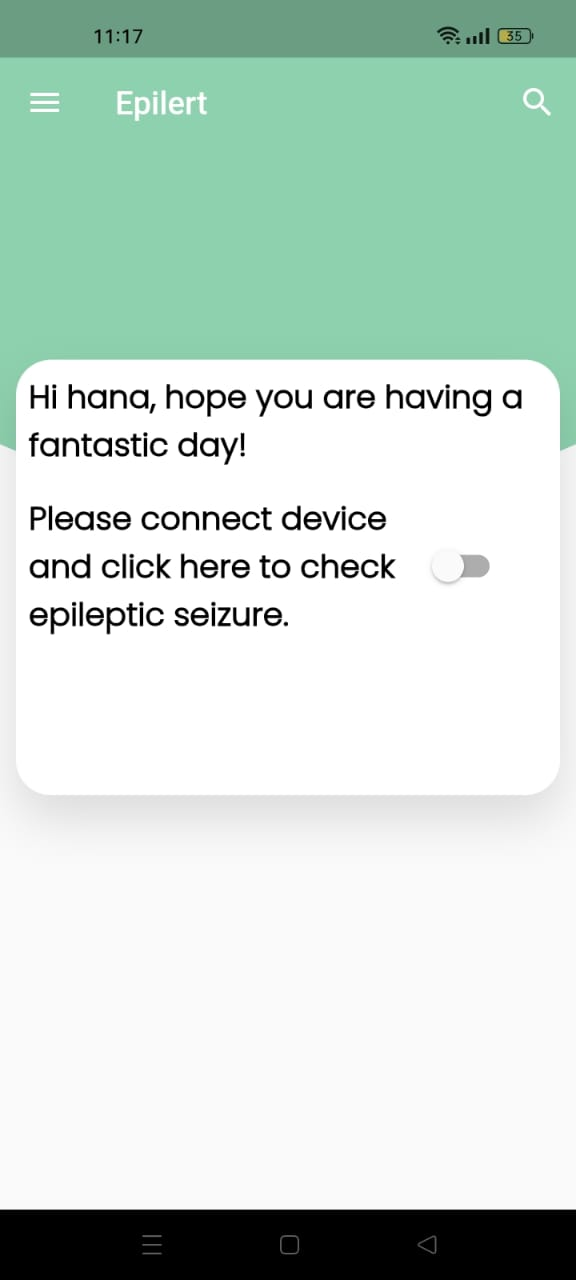 11:17
35
Epilert
Hi hana, hope you are having a
fantastic day!
Please connect device
and click here to check
epileptic seizure.